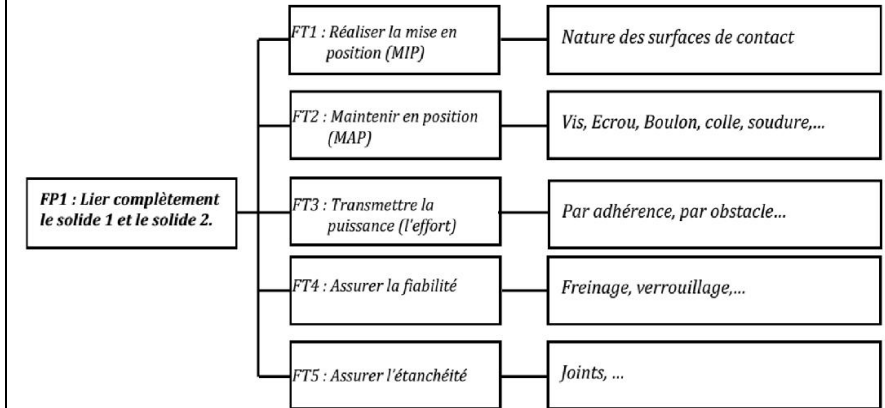 FP1 : Lier complètement
le solide 1 et le solide 2.
FT1 : Réaliser la mise en
position (MIP)
Nature des surfaces de contact
FT2 : Maintenir en position
(MAP)
Vis, Ecrou, Boulon, colle, soudure,...
FT3 : Transmettre la
puissance (l'effort)
Par adhérence, par obstacle...
FT4 : Assurer la fiabilité
Freinage, verrouillage,...
FT5 : Assurer l'étanchéité
Joints, ...